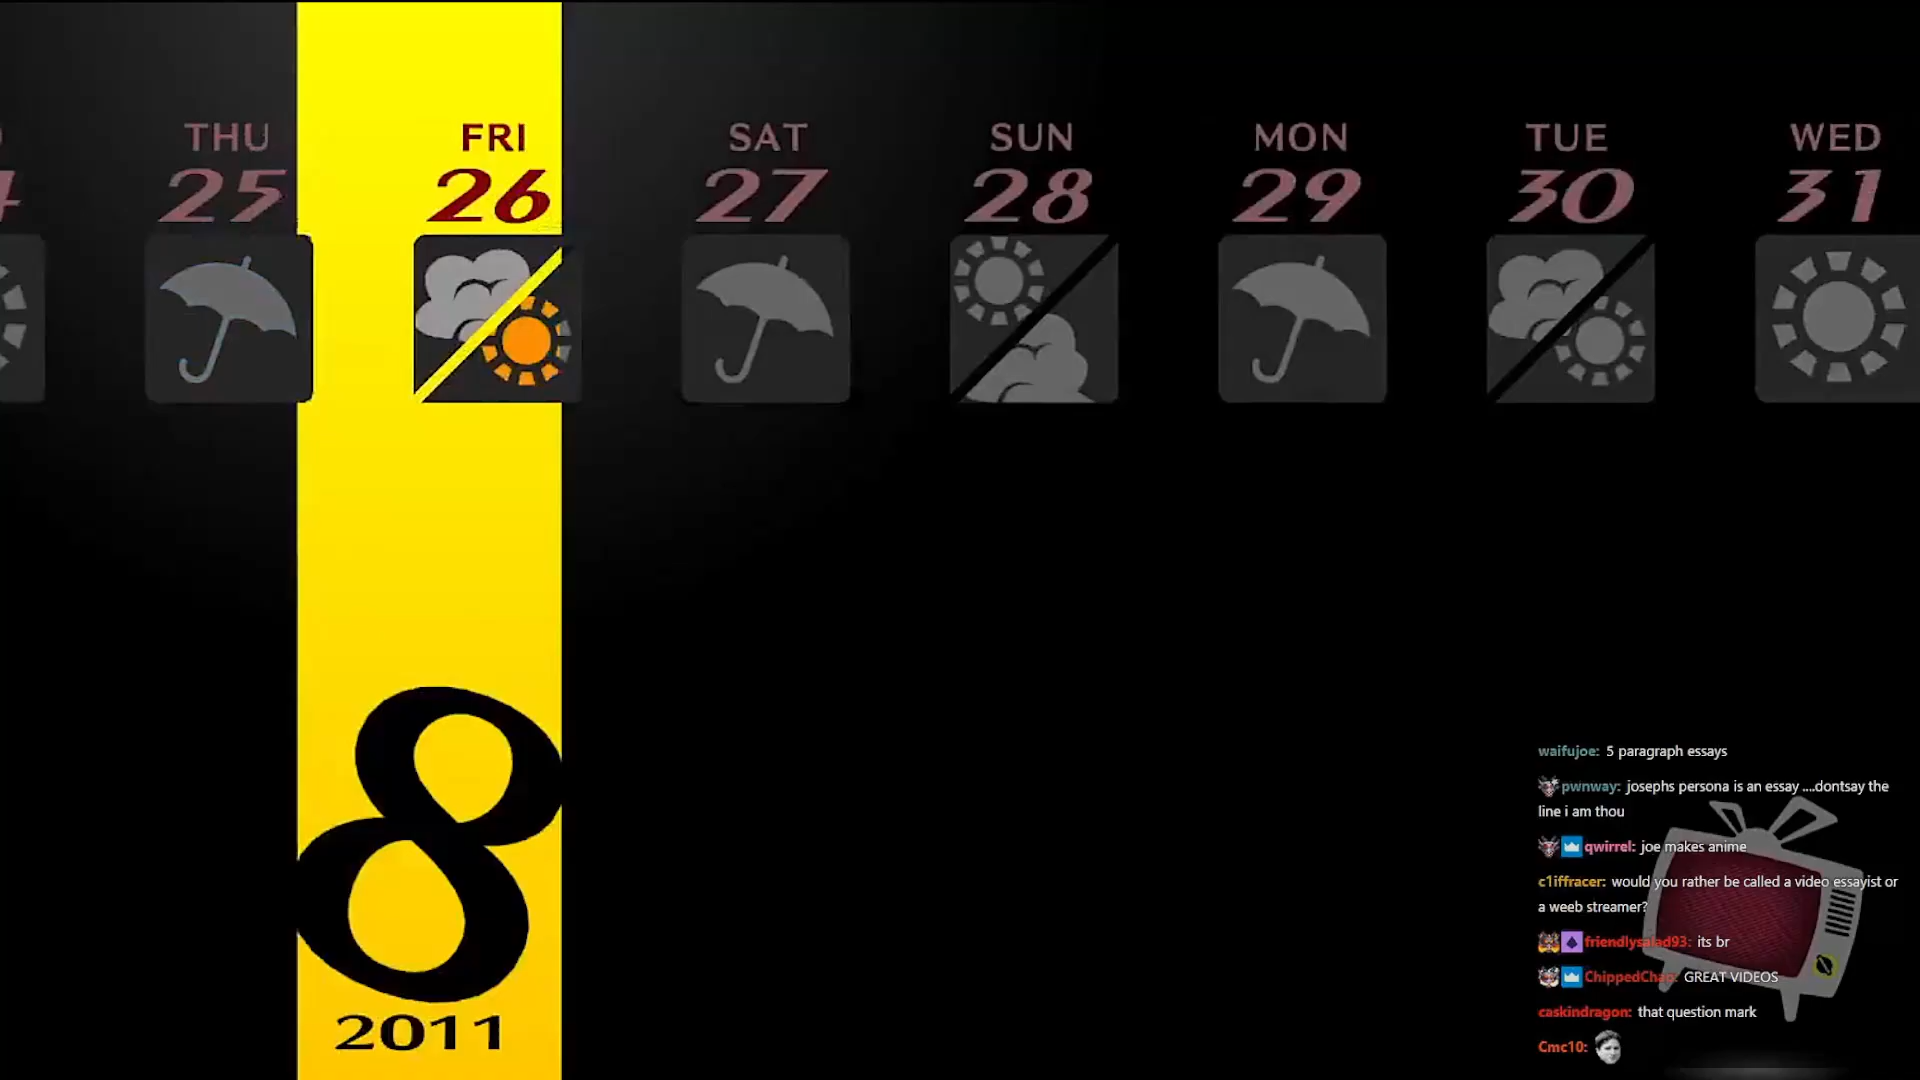 THU
25
FRI
26
SAT
27
SUN
28
MON
29
TUE
30
WED
31
8
2011
waifujoe: 5 paragraph essays
pwnway: josephs persona is an essay ....dontsay the
line i am thou
qwirrel: joe makes anime
c1iffracer: would you rather be called a video essayist or
a weeb streamer?
friendlysalad93: its br
ChippedChap: GREAT VIDEOS
caskindragon: that question mark
Cmc10: